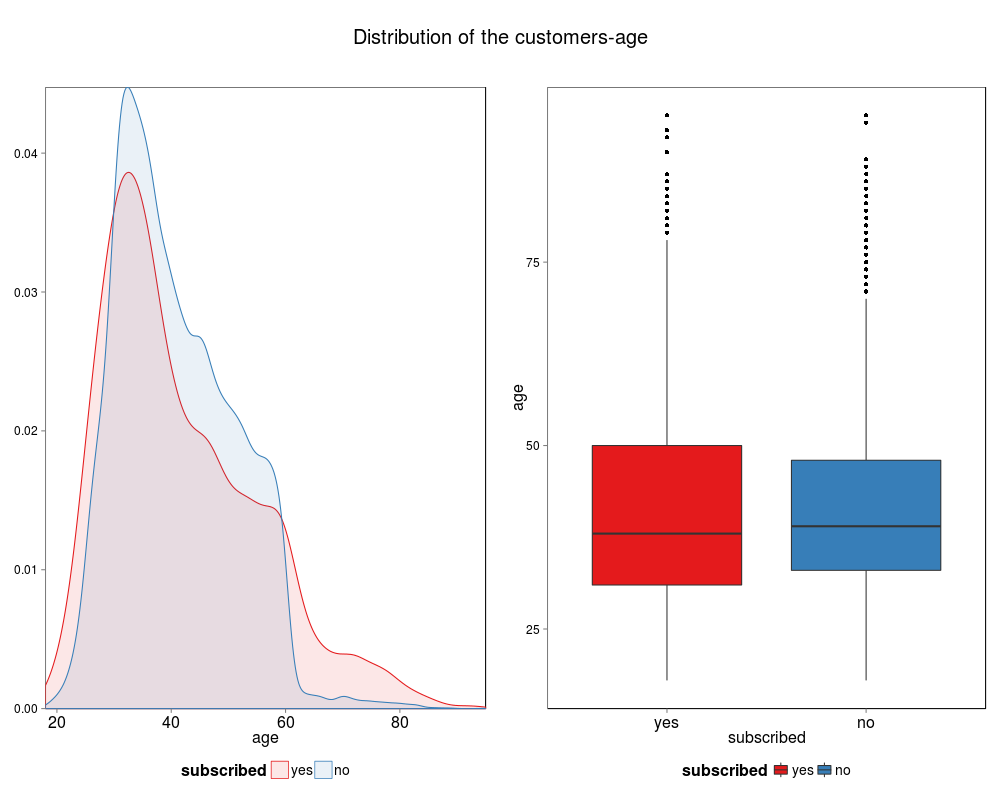 Distribution of the customers-age
0.04
0.03
0.02
0.01
0.00
20 40 60 80
age
subscribed yes no
age
75
50
25
yes no
subscribed
subscribed yes no